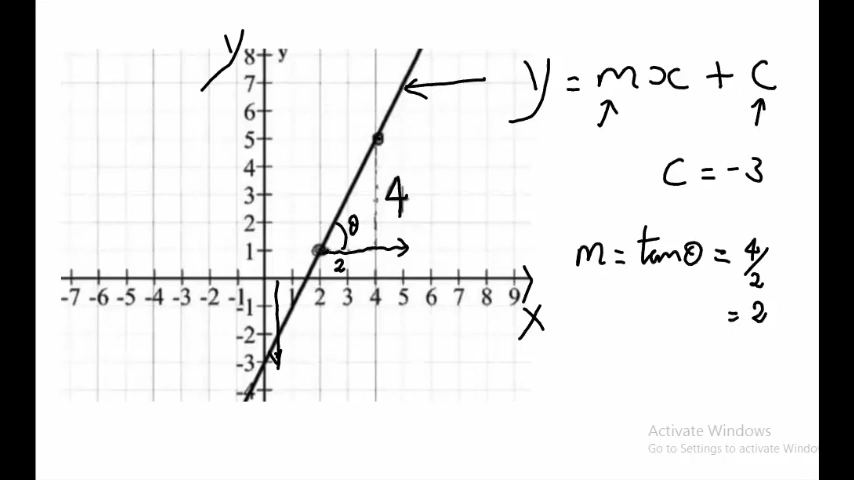 y
8 y
7
6
5
4
3
2
1
-7 -6 -5 -4 -3 -2 -1 2 3 4 5 6 7 8 9
-1
-2
-3
-4
x
4
θ
2
y = mx + c
c = -3
m = tanθ = 4/2
= 2
Activate Windows
Go to Settings to activate Windo